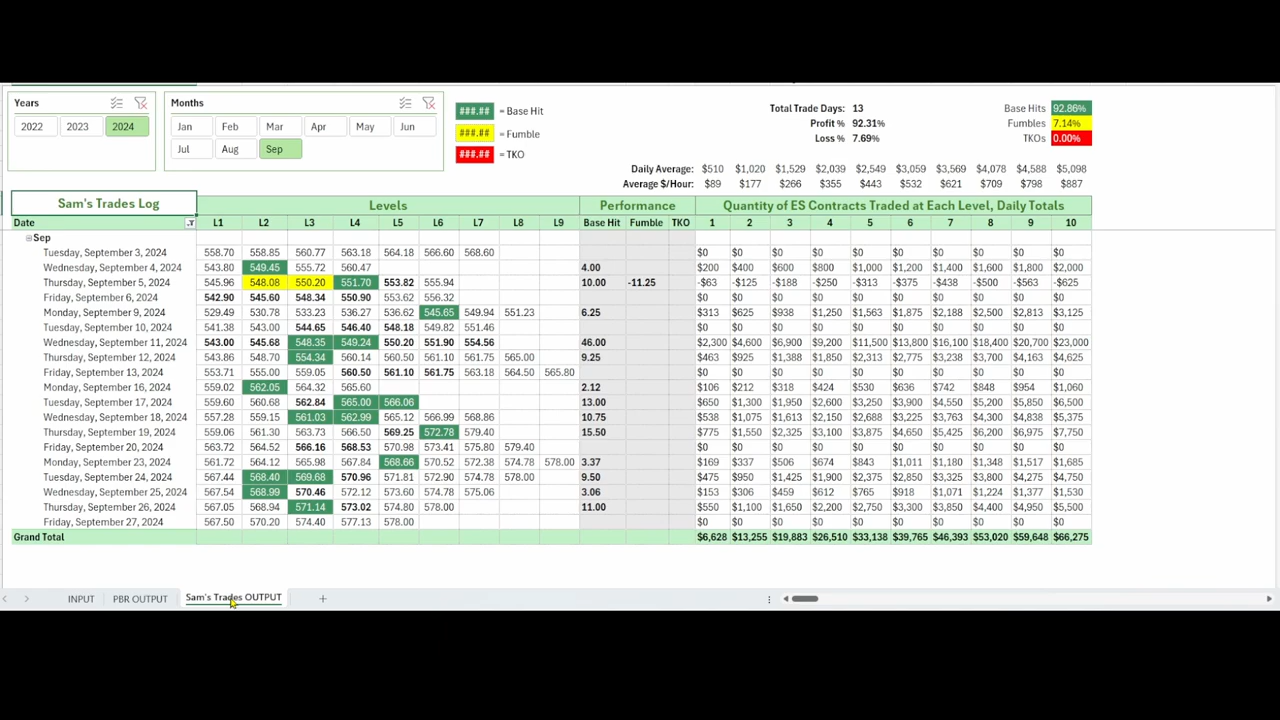 Years
Months
2022 2023 2024
Jan Feb Mar Apr May Jun
Jul Aug Sep
###.## = Base Hit
###.## = Fumble
###.## = TKO
Total Trade Days: 13
Profit % 92.31%
Loss % 7.69%
Base Hits 92.86%
Fumbles 7.14%
TKOs 0.00%
Daily Average: $510 $1,020 $1,529 $2,039 $2,549 $3,059 $3,569 $4,078 $4,588 $5,098
Average $/Hour: $89 $177 $266 $355 $443 $532 $621 $709 $798 $887
Sam's Trades Log Levels Performance Quantity of ES Contracts Traded at Each Level, Daily Totals
Date L1 L2 L3 L4 L5 L6 L7 L8 L9 Base Hit Fumble TKO 1 2 3 4 5 6 7 8 9 10
Sep
Tuesday, September 3, 2024 558.70 558.85 560.77 563.18 564.18 566.60 568.60 $0 $0 $0 $0 $0 $0 $0 $0 $0 $0
Wednesday, September 4, 2024 543.80 549.45 555.72 560.47 4.00 $200 $400 $600 $800 $1,000 $1,200 $1,400 $1,600 $1,800 $2,000
Thursday, September 5, 2024 545.96 548.08 550.20 551.70 553.82 555.94 10.00 -11.25 -$63 -$125 -$188 -$250 -$313 -$375 -$438 -$500 -$563 -$625
Friday, September 6, 2024 542.90 545.60 548.34 550.90 553.62 556.32 $0 $0 $0 $0 $0 $0 $0 $0 $0 $0
Monday, September 9, 2024 529.49 530.78 533.23 536.27 536.62 545.65 549.94 551.23 6.25 $313 $625 $938 $1,250 $1,563 $1,875 $2,188 $2,500 $2,813 $3,125
Tuesday, September 10, 2024 541.38 543.00 544.65 546.40 548.18 549.82 551.46 $0 $0 $0 $0 $0 $0 $0 $0 $0 $0
Wednesday, September 11, 2024 543.00 545.68 548.35 549.24 550.20 551.90 554.56 46.00 $2,300 $4,600 $6,900 $9,200 $11,500 $13,800 $16,100 $18,400 $20,700 $23,000
Thursday, September 12, 2024 543.86 548.70 554.34 560.14 560.50 561.10 561.75 565.00 9.25 $463 $925 $1,388 $1,850 $2,313 $2,775 $3,238 $3,700 $4,163 $4,625
Friday, September 13, 2024 553.71 555.00 559.05 560.50 561.10 561.75 563.18 564.50 565.80 $0 $0 $0 $0 $0 $0 $0 $0 $0 $0
Monday, September 16, 2024 559.02 562.05 564.32 565.60 2.12 $106 $212 $318 $424 $530 $636 $742 $848 $954 $1,060
Tuesday, September 17, 2024 559.60 560.68 562.84 565.00 566.06 13.00 $650 $1,300 $1,950 $2,600 $3,250 $3,900 $4,550 $5,200 $5,850 $6,500
Wednesday, September 18, 2024 557.28 559.15 561.03 562.99 565.12 566.99 568.86 10.75 $538 $1,075 $1,613 $2,150 $2,688 $3,225 $3,763 $4,300 $4,838 $5,375
Thursday, September 19, 2024 559.06 561.30 563.73 566.50 569.25 572.78 579.40 15.50 $775 $1,550 $2,325 $3,100 $3,875 $4,650 $5,425 $6,200 $6,975 $7,750
Friday, September 20, 2024 563.72 564.52 566.16 568.53 570.98 573.41 575.80 579.40 $0 $0 $0 $0 $0 $0 $0 $0 $0 $0
Monday, September 23, 2024 561.72 564.12 565.98 567.84 568.66 570.52 572.38 574.78 578.00 3.37 $169 $337 $506 $674 $843 $1,011 $1,180 $1,348 $1,517 $1,685
Tuesday, September 24, 2024 567.44 568.40 569.68 570.96 571.81 572.90 574.78 578.00 9.50 $475 $950 $1,425 $1,900 $2,375 $2,850 $3,325 $3,800 $4,275 $4,750
Wednesday, September 25, 2024 567.54 568.99 570.46 572.12 573.60 574.78 575.06 3.06 $153 $306 $459 $612 $765 $918 $1,071 $1,224 $1,377 $1,530
Thursday, September 26, 2024 567.05 568.94 571.14 573.02 574.80 578.00 11.00 $550 $1,100 $1,650 $2,200 $2,750 $3,300 $3,850 $4,400 $4,950 $5,500
Friday, September 27, 2024 567.50 570.20 574.40 577.13 578.00 $0 $0 $0 $0 $0 $0 $0 $0 $0 $0
Grand Total $6,628 $13,255 $19,883 $26,510 $33,138 $39,765 $46,393 $53,020 $59,648 $66,275
INPUT PBR OUTPUT Sam's Trades OUTPUT